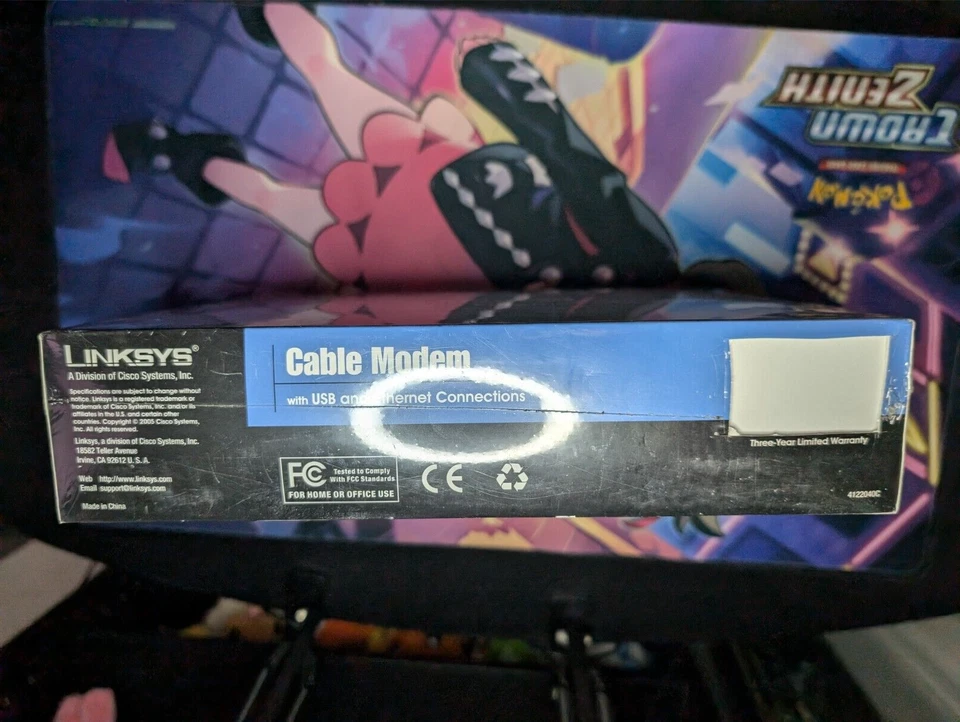 CROWN
ZENITH
POKÉMON
LINKSYS®
A Division of Cisco Systems, Inc.
Specifications are subject to change without
notice. Linksys is a registered trademark or
trademark of Cisco Systems, Inc. and/or its
affiliates in the U.S. and certain other
countries. Copyright © 2005 Cisco Systems,
Inc. All rights reserved.
Linksys, a division of Cisco Systems, Inc.
18582 Teller Avenue
Irvine, CA 92612 U. S. A.
Web http://www.linksys.com
Email support@linksys.com
Made in China
Cable Modem
with USB and Ethernet Connections
FC Tested to Comply
With FCC Standards
FOR HOME OR OFFICE USE
CE
Three-Year Limited Warranty
4122040C